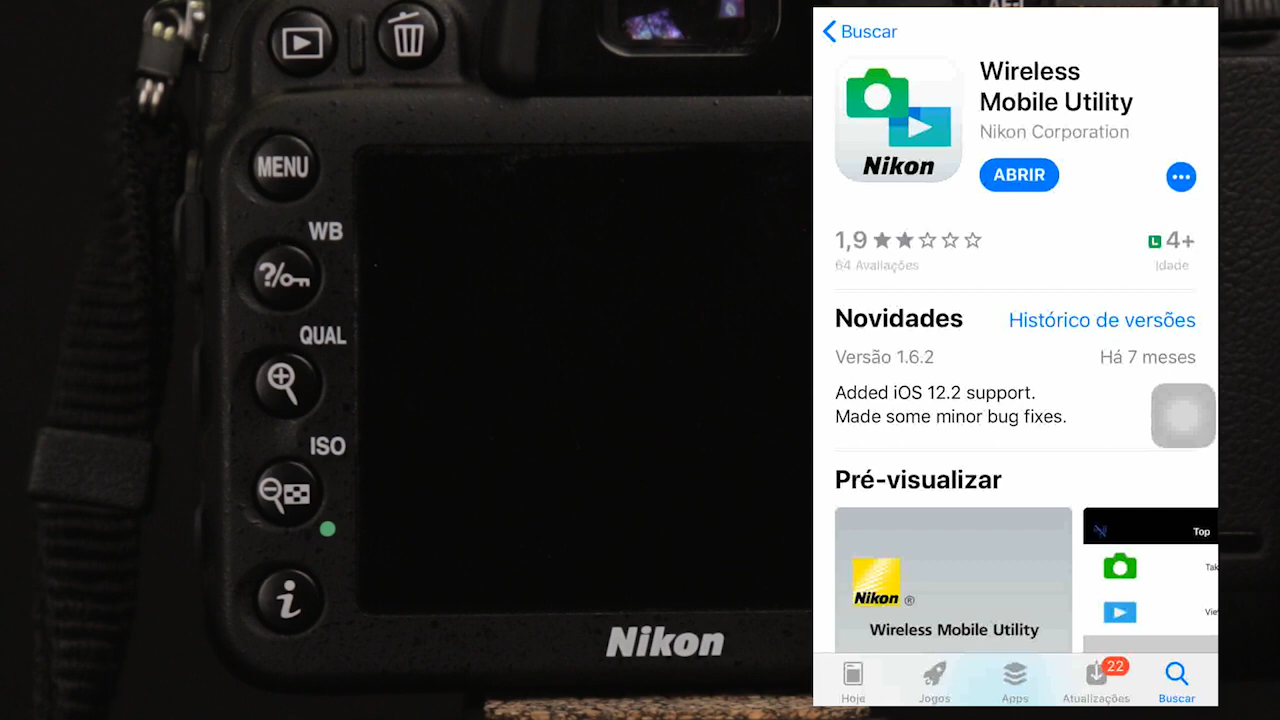 MENU
WB
?/
QUAL
ISO
i
Nikon
Buscar
Nikon
Wireless
Mobile Utility
Nikon Corporation
ABRIR
1,9
64 Avaliações
L 4+
Idade
Novidades
Histórico de versões
Versão 1.6.2
Há 7 meses
Added iOS 12.2 support.
Made some minor bug fixes.
Pré-visualizar
Nikon ®
Wireless Mobile Utility
Top
Tak
Vie
Hoje
Jogos
Apps
22
Atualizações
Buscar